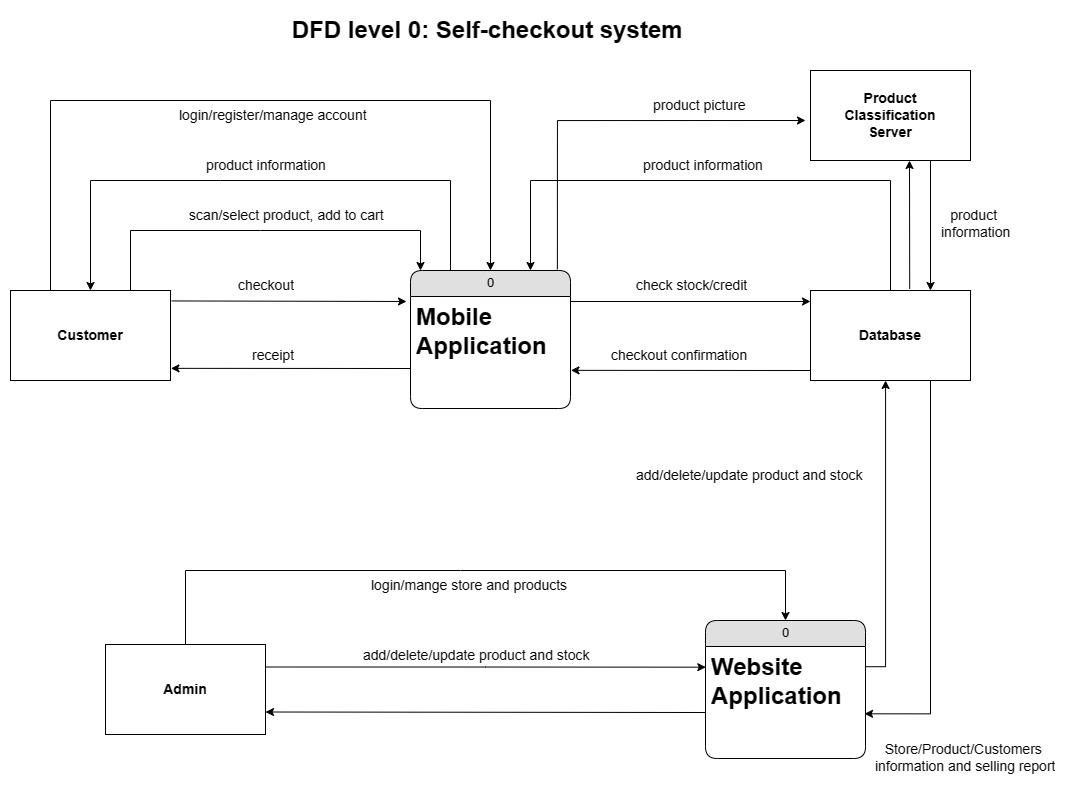 DFD level 0: Self-checkout system
login/register/manage account
product picture
Product
Classification
Server
product information
product information
scan/select product, add to cart
product
information
checkout
0
check stock/credit
Customer
Mobile
Application
Database
receipt
checkout confirmation
add/delete/update product and stock
login/mange store and products
0
add/delete/update product and stock
Admin
Website
Application
Store/Product/Customers
information and selling report